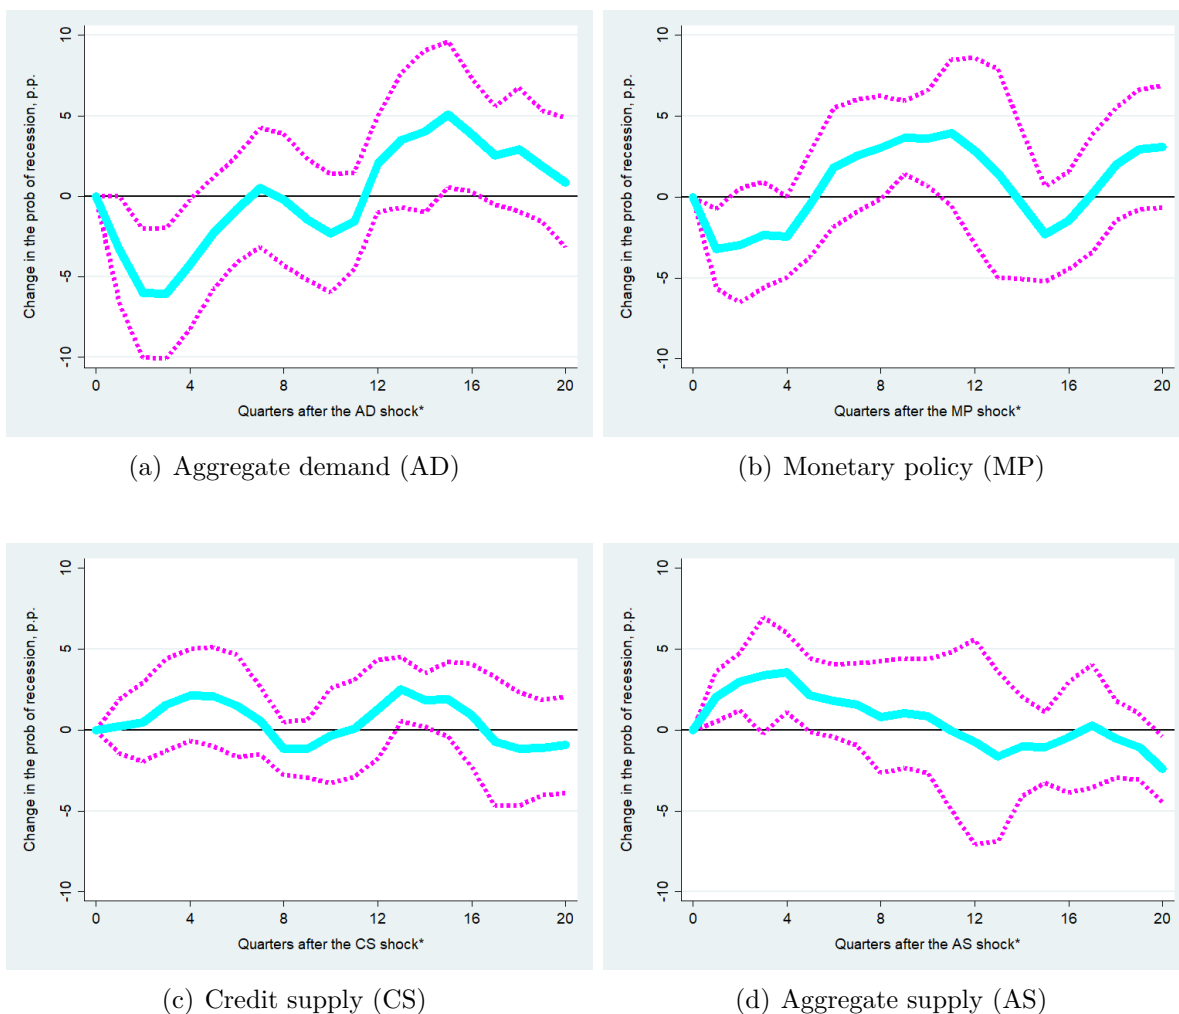 Change in the prob of recession, p.p.
10
5
0
-5
-10
0 4 8 12 16 20
Quarters after the AD shock*
(a) Aggregate demand (AD)
Change in the prob of recession, p.p.
10
5
0
-5
-10
0 4 8 12 16 20
Quarters after the MP shock*
(b) Monetary policy (MP)
Change in the prob of recession, p.p.
10
5
0
-5
-10
0 4 8 12 16 20
Quarters after the CS shock*
(c) Credit supply (CS)
Change in the prob of recession, p.p.
10
5
0
-5
-10
0 4 8 12 16 20
Quarters after the AS shock*
(d) Aggregate supply (AS)